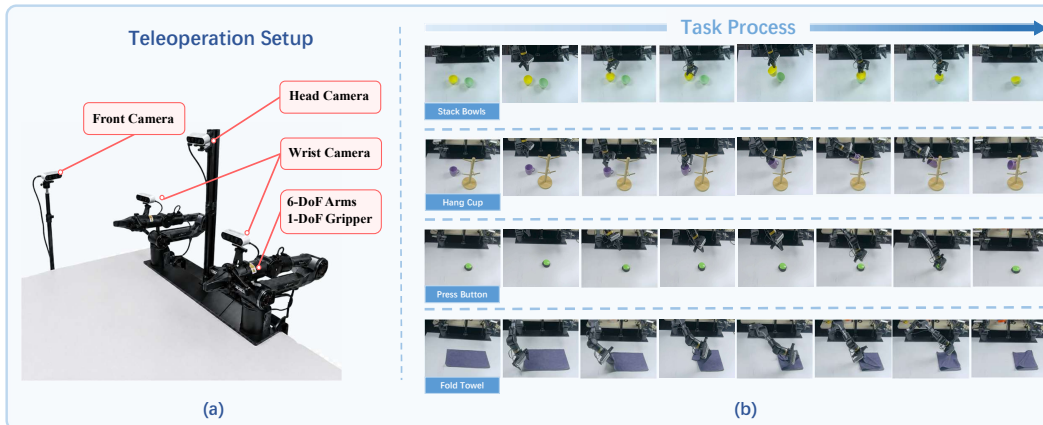 Teleoperation Setup
Head Camera
Front Camera
Wrist Camera
6-DoF Arms
1-DoF Gripper
(a)
Task Process
Stack Bowls
Hang Cup
Press Button
Fold Towel
(b)